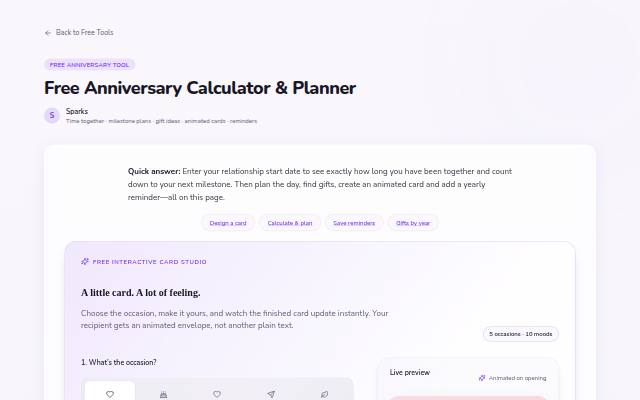 Back to Free Tools
FREE ANNIVERSARY TOOL
Free Anniversary Calculator & Planner
S
Sparks
Time together · milestone plans · gift ideas · animated cards · reminders
Quick answer: Enter your relationship start date to see exactly how long you have been together and count
down to your next milestone. Then plan the day, find gifts, create an animated card and add a yearly
reminder—all on this page.
Design a card
Calculate & plan
Save reminders
Gifts by year
FREE INTERACTIVE CARD STUDIO
A little card. A lot of feeling.
Choose the occasion, make it yours, and watch the finished card update instantly. Your
recipient gets an animated envelope, not another plain text.
5 occasions · 10 moods
1. What's the occasion?
Live preview
Animated on opening